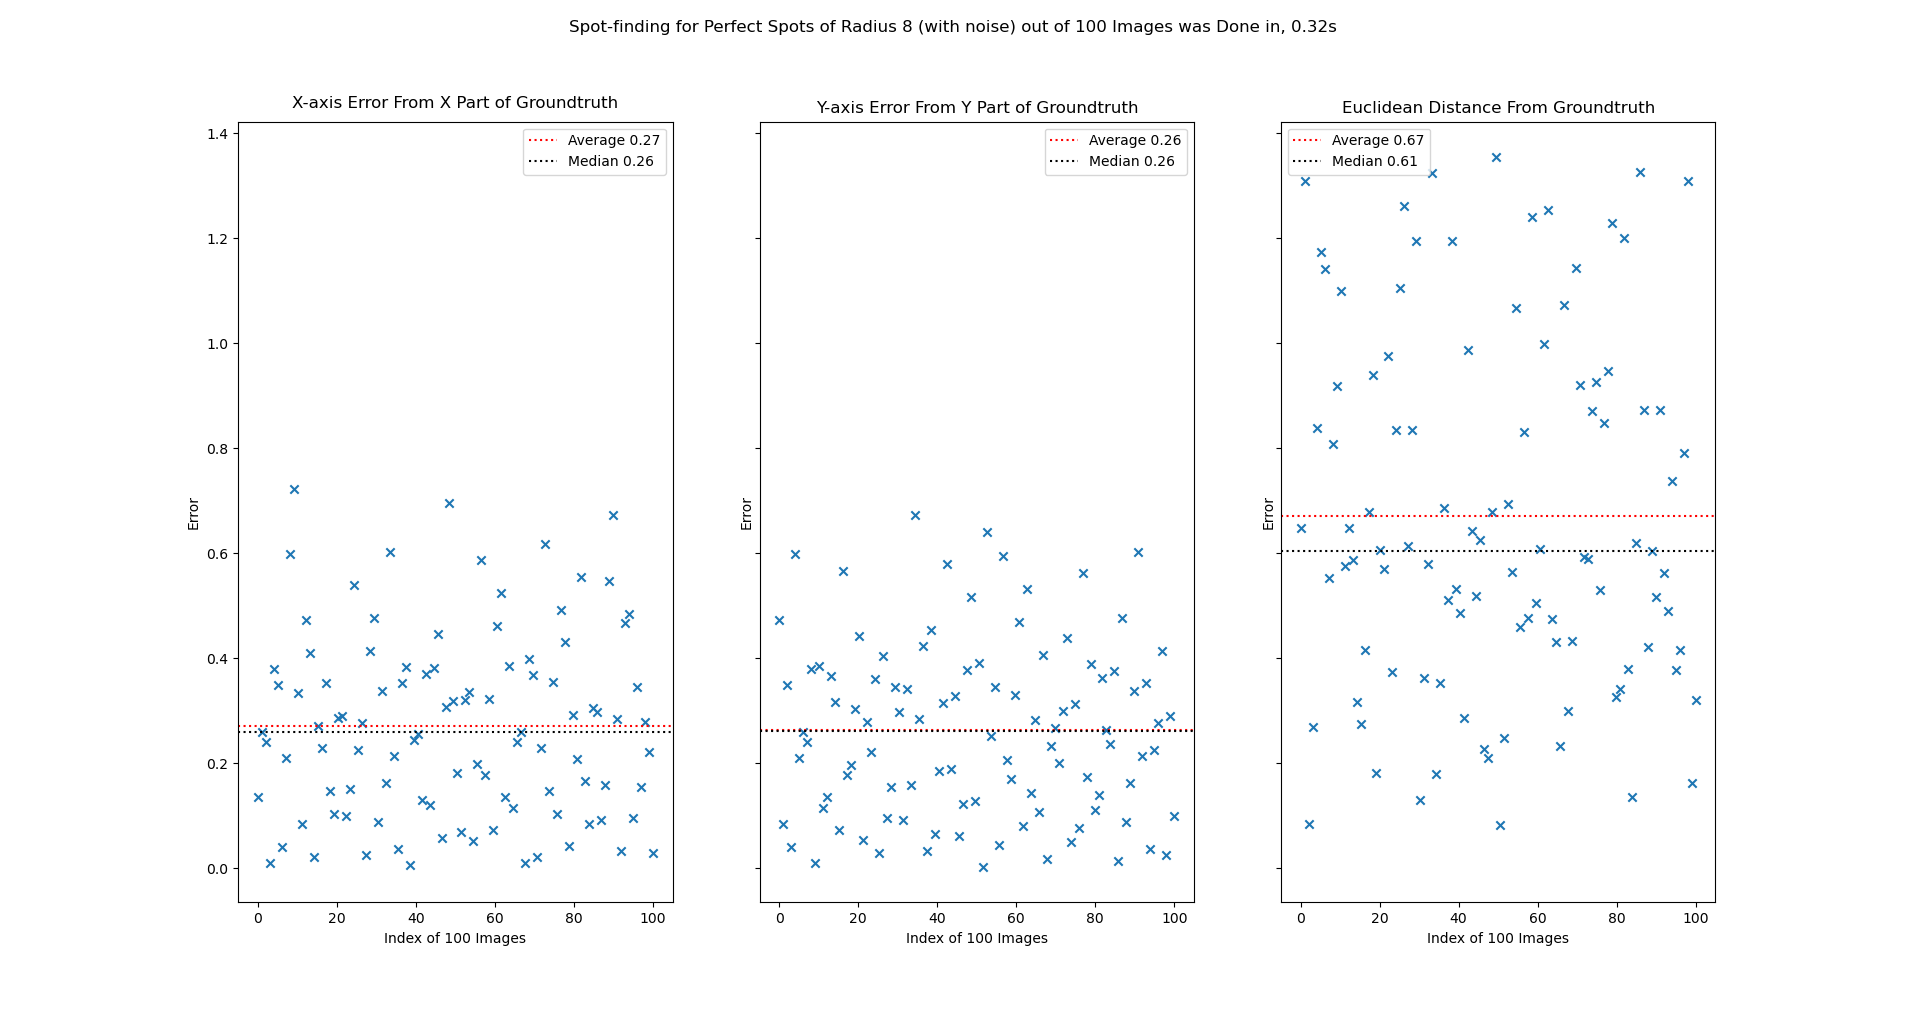 Spot-finding for Perfect Spots of Radius 8 (with noise) out of 100 Images was Done in, 0.32s
X-axis Error From X Part of Groundtruth
Average 0.27
Median 0.26
1.4
1.2
1.0
0.8
0.6
0.4
0.2
0.0
Error
0 20 40 60 80 100
Index of 100 Images
Y-axis Error From Y Part of Groundtruth
Average 0.26
Median 0.26
Error
0 20 40 60 80 100
Index of 100 Images
Euclidean Distance From Groundtruth
Average 0.67
Median 0.61
Error
0 20 40 60 80 100
Index of 100 Images